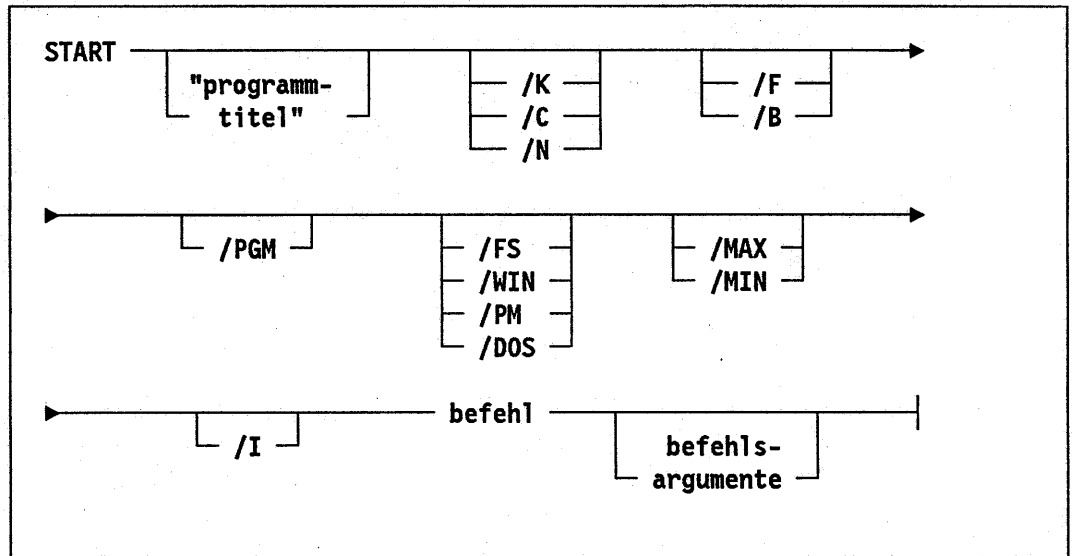 START
"programm-
titel"
/K
/C
/N
/F
/B
/PGM
/FS
/WIN
/PM
/DOS
/MAX
/MIN
/I
befehl
befehls-
argumente